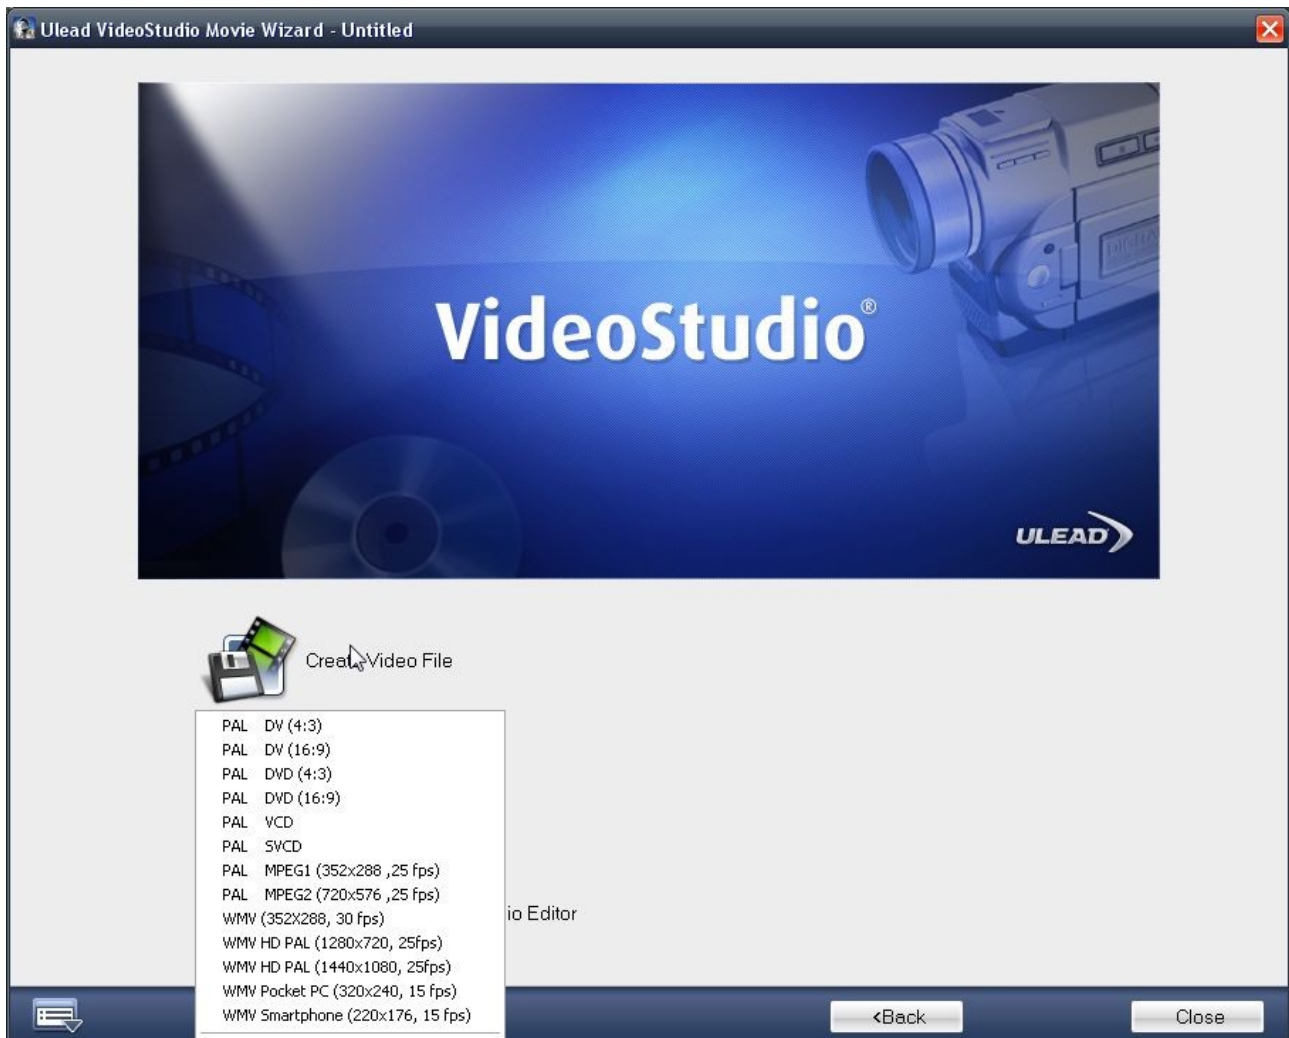 Ulead VideoStudio Movie Wizard - Untitled
DIGITA
VideoStudio®
ULEAD
Create Video File
PAL DV (4:3)
PAL DV (16:9)
PAL DVD (4:3)
PAL DVD (16:9)
PAL VCD
PAL SVCD
PAL MPEG1 (352x288 ,25 fps)
PAL MPEG2 (720x576 ,25 fps)
WMV (352X288, 30 fps)
io Editor
WMV HD PAL (1280x720, 25fps)
WMV HD PAL (1440x1080, 25fps)
WMV Pocket PC (320x240, 15 fps)
WMV Smartphone (220x176, 15 fps)
<Back
Close